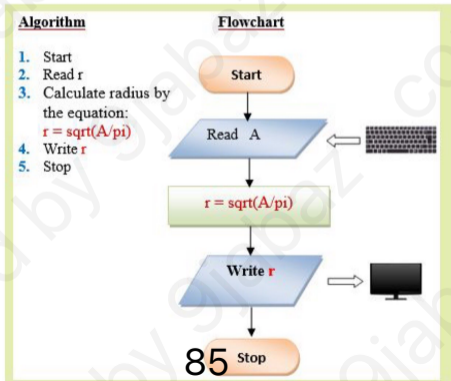 Algorithm
1. Start
2. Read r
3. Calculate radius by
the equation:
r = sqrt(A/pi)
4. Write r
5. Stop
Flowchart
Start
Read A
r = sqrt(A/pi)
Write r
85 Stop